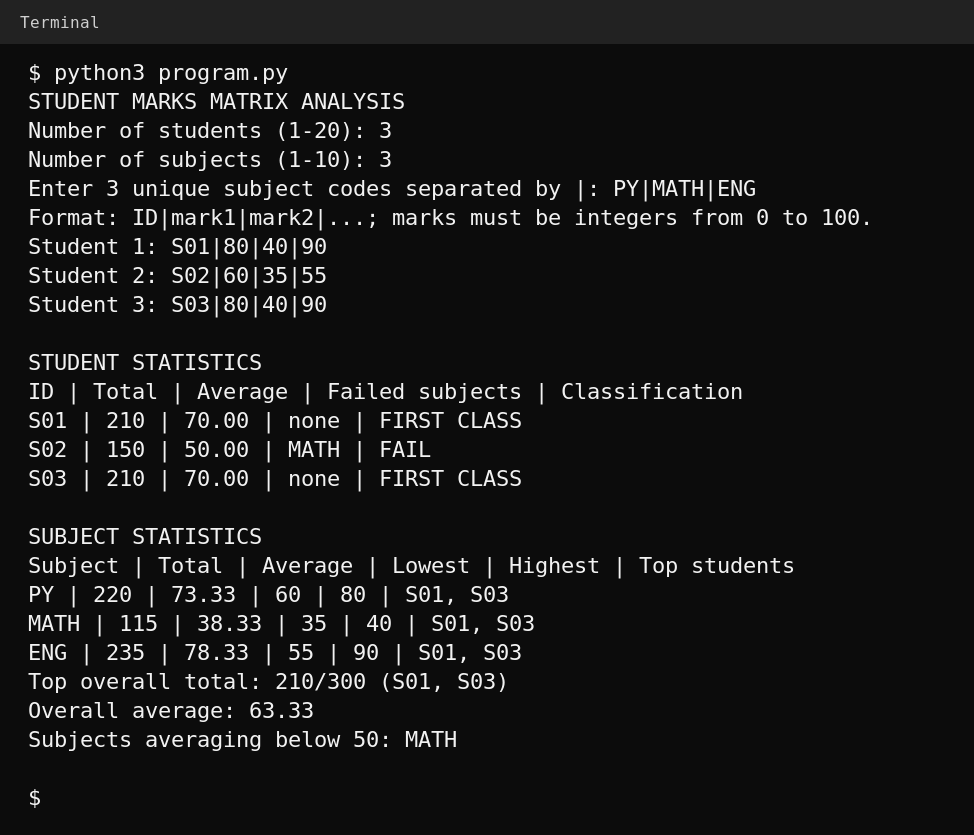 Terminal
$ python3 program.py
STUDENT MARKS MATRIX ANALYSIS
Number of students (1-20): 3
Number of subjects (1-10): 3
Enter 3 unique subject codes separated by |: PY|MATH|ENG
Format: ID|mark1|mark2|...; marks must be integers from 0 to 100.
Student 1: S01|80|40|90
Student 2: S02|60|35|55
Student 3: S03|80|40|90

STUDENT STATISTICS
ID | Total | Average | Failed subjects | Classification
S01 | 210 | 70.00 | none | FIRST CLASS
S02 | 150 | 50.00 | MATH | FAIL
S03 | 210 | 70.00 | none | FIRST CLASS

SUBJECT STATISTICS
Subject | Total | Average | Lowest | Highest | Top students
PY | 220 | 73.33 | 60 | 80 | S01, S03
MATH | 115 | 38.33 | 35 | 40 | S01, S03
ENG | 235 | 78.33 | 55 | 90 | S01, S03
Top overall total: 210/300 (S01, S03)
Overall average: 63.33
Subjects averaging below 50: MATH

$